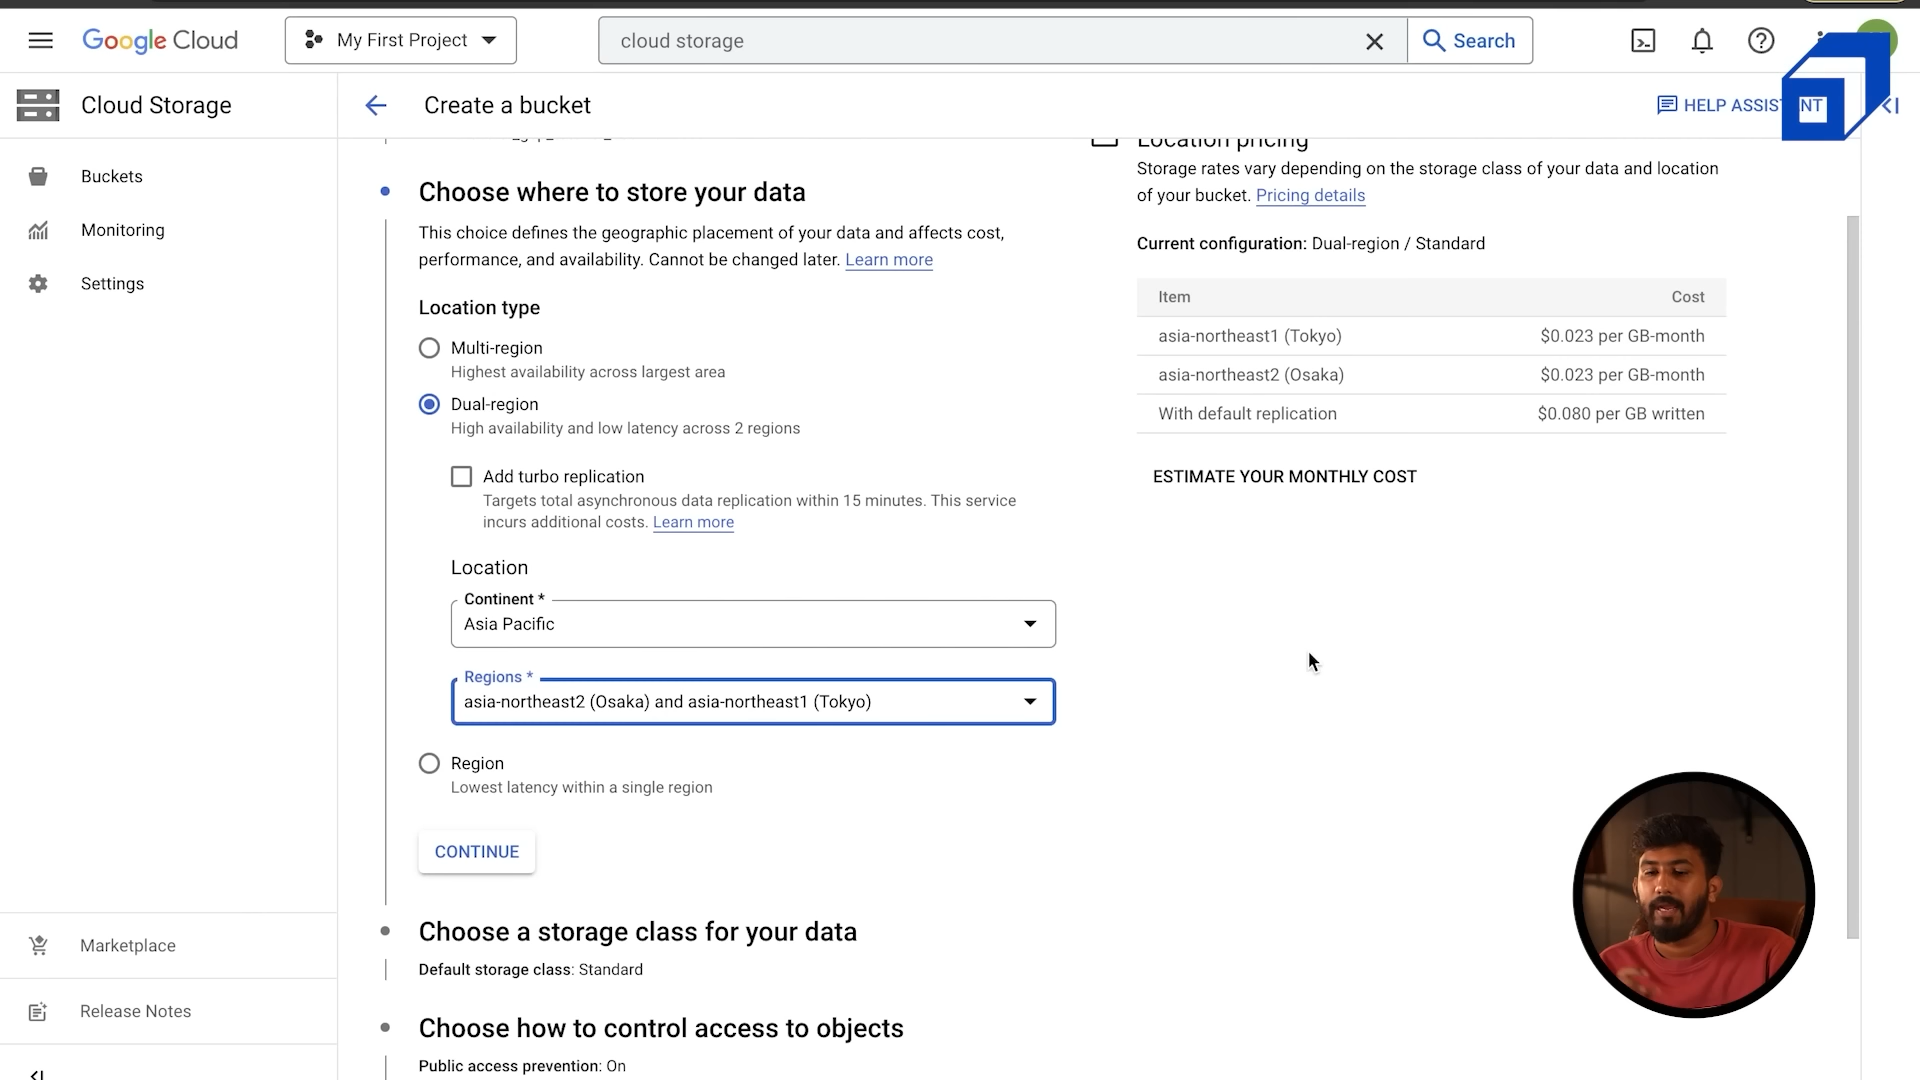 Google Cloud
My First Project
cloud storage
Search
Cloud Storage
Create a bucket
HELP ASSIS NT
Buckets
Monitoring
Settings
Choose where to store your data
This choice defines the geographic placement of your data and affects cost,
performance, and availability. Cannot be changed later. Learn more
Location type
Multi-region
Highest availability across largest area
Dual-region
High availability and low latency across 2 regions
Add turbo replication
Targets total asynchronous data replication within 15 minutes. This service
incurs additional costs. Learn more
Location
Continent *
Asia Pacific
Regions *
asia-northeast2 (Osaka) and asia-northeast1 (Tokyo)
Region
Lowest latency within a single region
CONTINUE
Choose a storage class for your data
Default storage class: Standard
Choose how to control access to objects
Public access prevention: On
Location pricing
Storage rates vary depending on the storage class of your data and location
of your bucket. Pricing details
Current configuration: Dual-region / Standard
Item Cost
asia-northeast1 (Tokyo) $0.023 per GB-month
asia-northeast2 (Osaka) $0.023 per GB-month
With default replication $0.080 per GB written
ESTIMATE YOUR MONTHLY COST
Marketplace
Release Notes